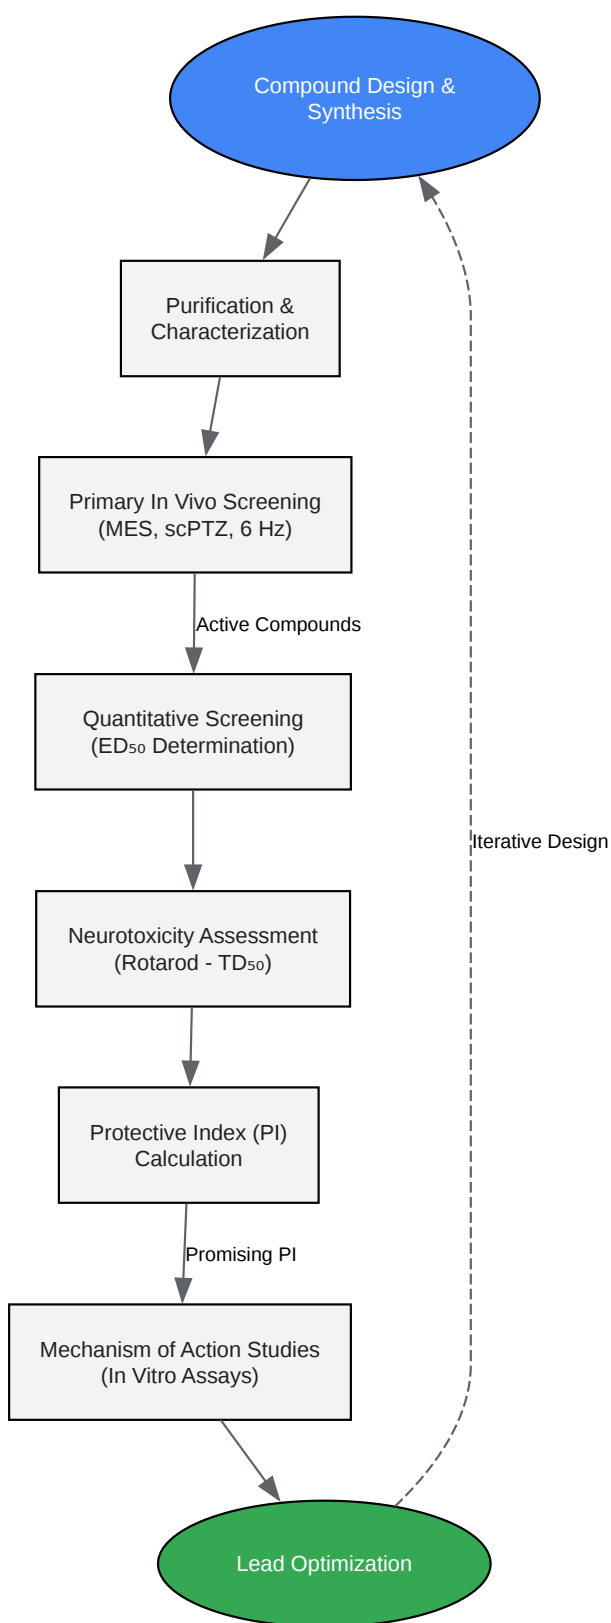 Compound Design &
Synthesis
Purification &
Characterization
Primary In Vivo Screening
(MES, scPTZ, 6 Hz)
Active Compounds
Quantitative Screening
(ED₅₀ Determination)
Iterative Design
Neurotoxicity Assessment
(Rotarod - TD₅₀)
Protective Index (PI)
Calculation
Promising PI
Mechanism of Action Studies
(In Vitro Assays)
Lead Optimization